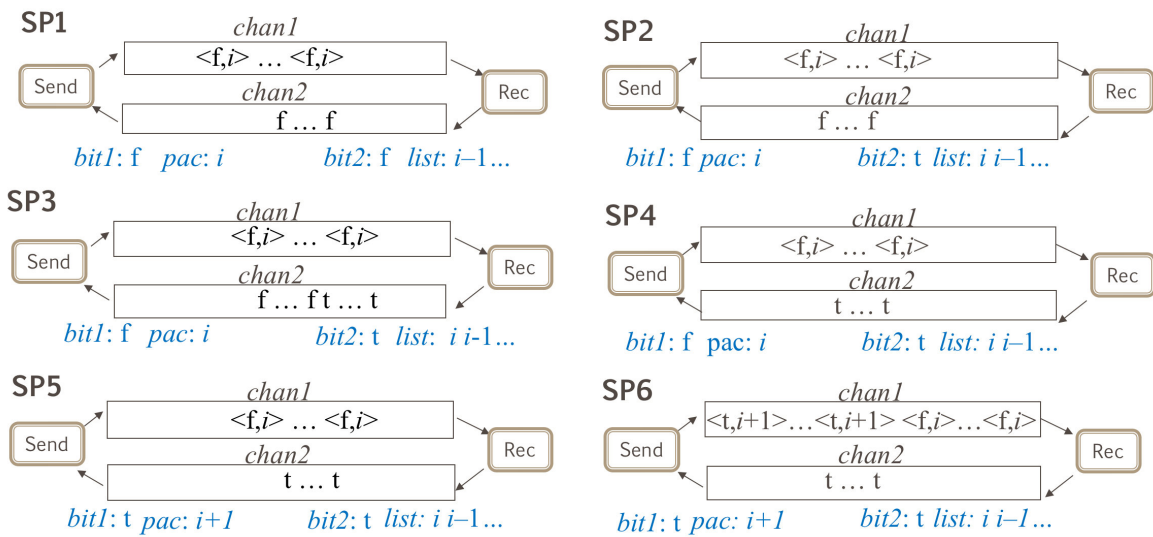 SP1
chan1
<f,i> … <f,i>
Send
Rec
chan2
f … f
bit1: f pac: i bit2: f list: i–1...
SP2
chan1
<f,i> … <f,i>
Send
Rec
chan2
f … f
bit1: f pac: i bit2: t list: i i–1...
SP3
chan1
<f,i> … <f,i>
Send
Rec
chan2
f … f t … t
bit1: f pac: i bit2: t list: i i-1...
SP4
chan1
<f,i> … <f,i>
Send
Rec
chan2
t … t
bit1: f pac: i bit2: t list: i i–1...
SP5
chan1
<f,i> … <f,i>
Send
Rec
chan2
t … t
bit1: t pac: i+1 bit2: t list: i i–1...
SP6
chan1
<t,i+1>…<t,i+1> <f,i>…<f,i>
Send
Rec
chan2
t … t
bit1: t pac: i+1 bit2: t list: i i–1...